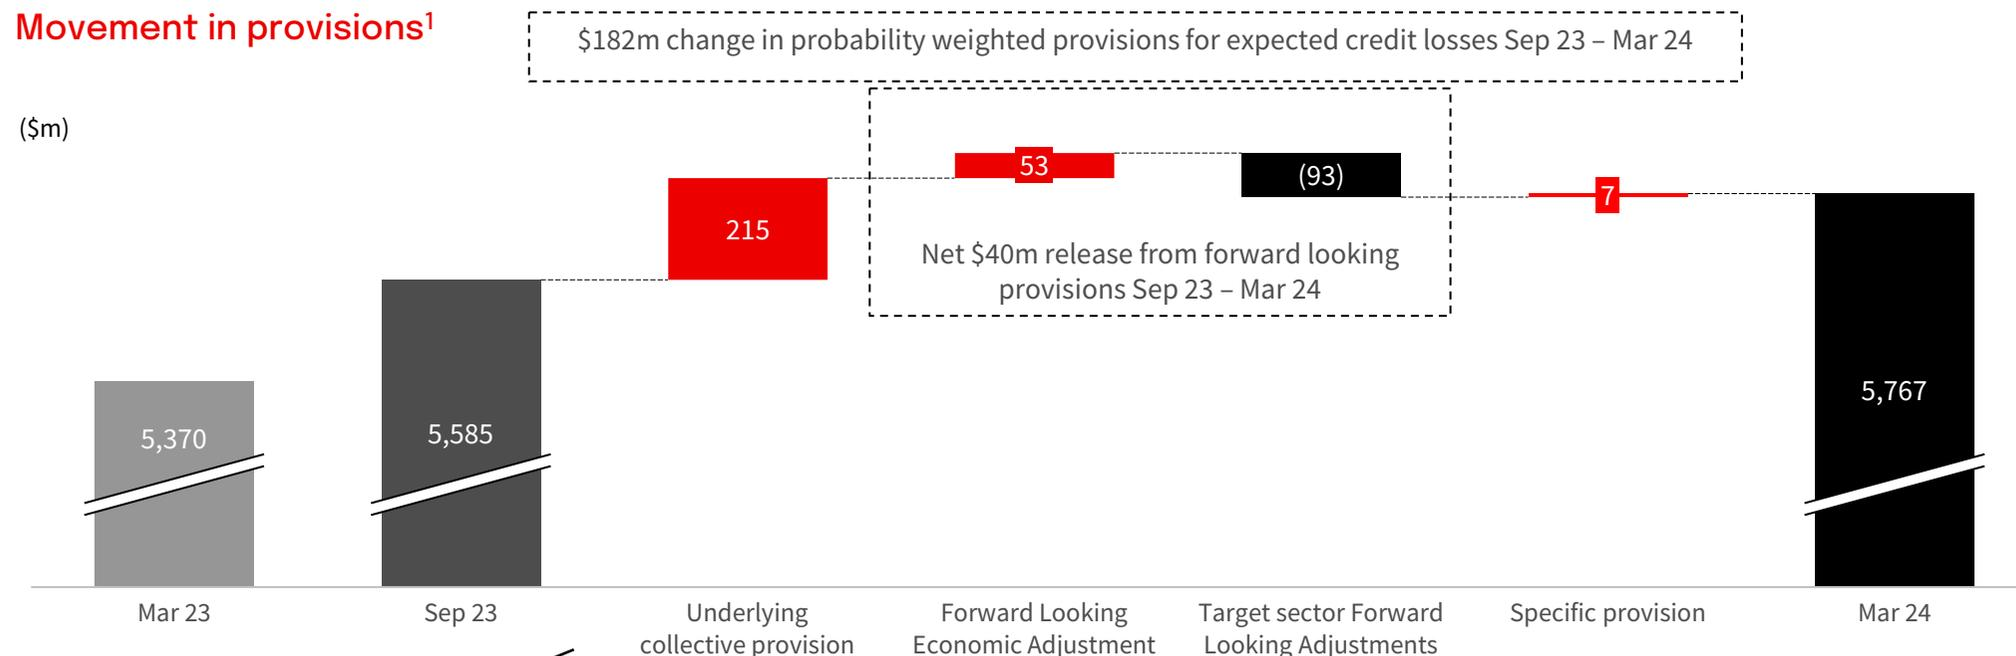 Movement in provisions¹
$182m change in probability weighted provisions for expected credit losses Sep 23 – Mar 24
($m)
5,370
5,585
215
53
(93)
Net $40m release from forward looking
provisions Sep 23 – Mar 24
7
5,767
Mar 23
Sep 23
Underlying
collective provision
Forward Looking
Economic Adjustment
Target sector Forward
Looking Adjustments
Specific provision
Mar 24